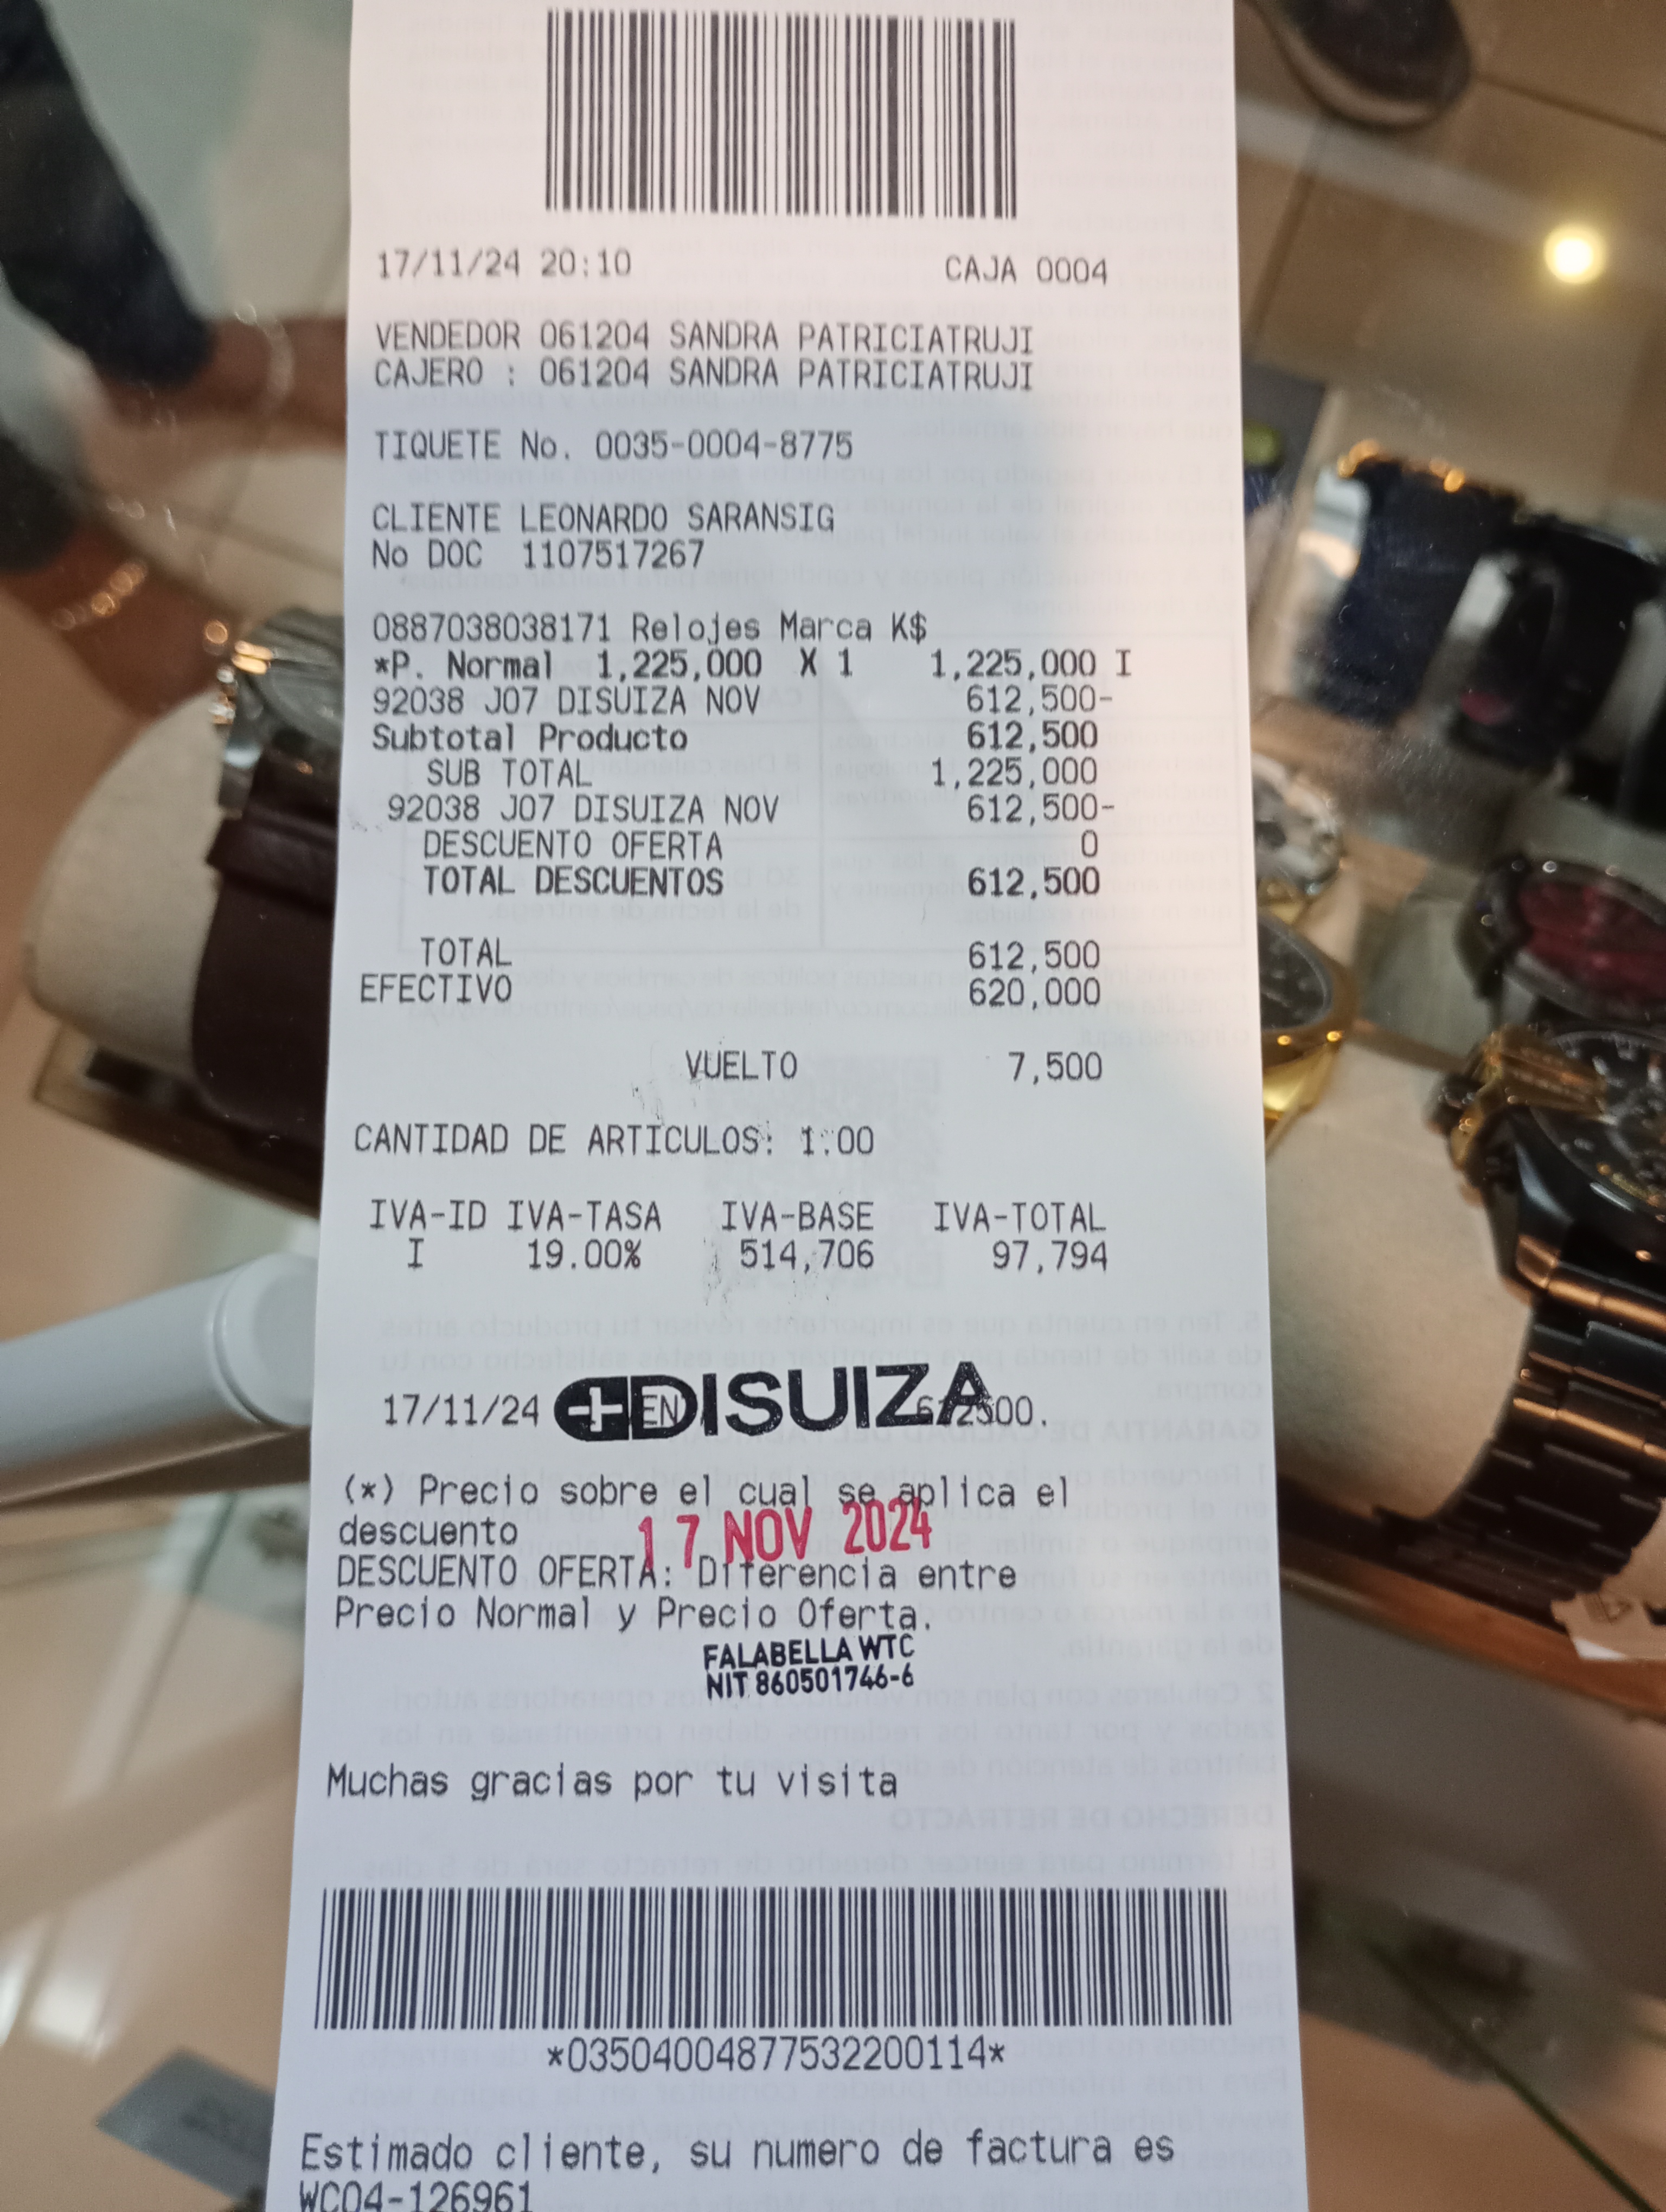 17/11/24 20:10 CAJA 0004
VENDEDOR 061204 SANDRA PATRICIATRUJI
CAJERO : 061204 SANDRA PATRICIATRUJI
TIQUETE No. 0035-0004-8775
CLIENTE LEONARDO SARANSIG
No DOC 1107517267
0887038038171 Relojes Marca K$
*P. Normal 1,225,000 X 1 1,225,000 I
92038 J07 DISUIZA NOV 612,500-
Subtotal Producto 612,500
SUB TOTAL 1,225,000
92038 J07 DISUIZA NOV 612,500-
DESCUENTO OFERTA 0
TOTAL DESCUENTOS 612,500
TOTAL 612,500
EFECTIVO 620,000
VUELTO 7,500
CANTIDAD DE ARTICULOS: 1.00
IVA-ID IVA-TASA IVA-BASE IVA-TOTAL
I 19.00% 514,706 97,794
17/11/24 DISUIZA 612500.
(*) Precio sobre el cual se aplica el
descuento
17 NOV 2024
DESCUENTO OFERTA: Diferencia entre
Precio Normal y Precio Oferta.
FALABELLA WTC
NIT 860501746-6
Muchas gracias por tu visita
*03504004877532200114*
Estimado cliente, su numero de factura es
WC04-126961